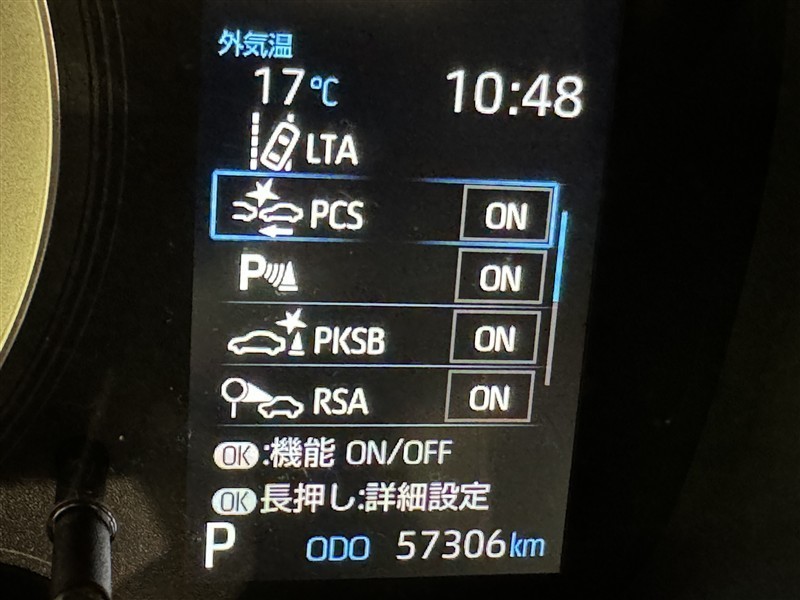 外気温
17℃ 10:48
LTA
PCS ON
P ON
PKSB ON
RSA ON
OK:機能 ON/OFF
OK長押し:詳細設定
P ODO 57306km